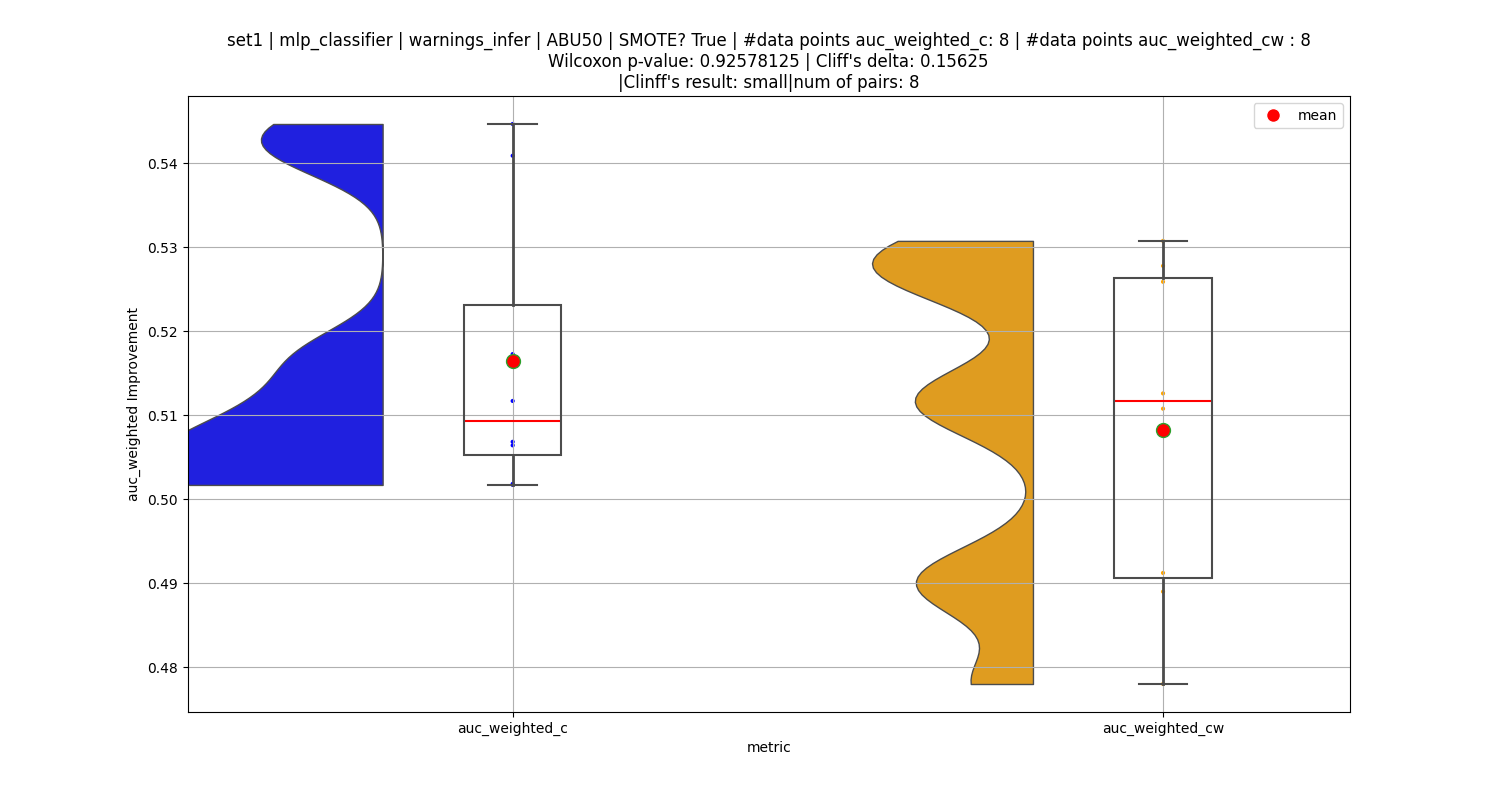 set1 | mlp_classifier | warnings_infer | ABU50 | SMOTE? True | #data points auc_weighted_c: 8 | #data points auc_weighted_cw : 8
Wilcoxon p-value: 0.92578125 | Cliff's delta: 0.15625
|Clinff's result: small|num of pairs: 8
mean
0.54
0.53
0.52
0.51
0.50
0.49
0.48
auc_weighted Improvement
auc_weighted_c
auc_weighted_cw
metric